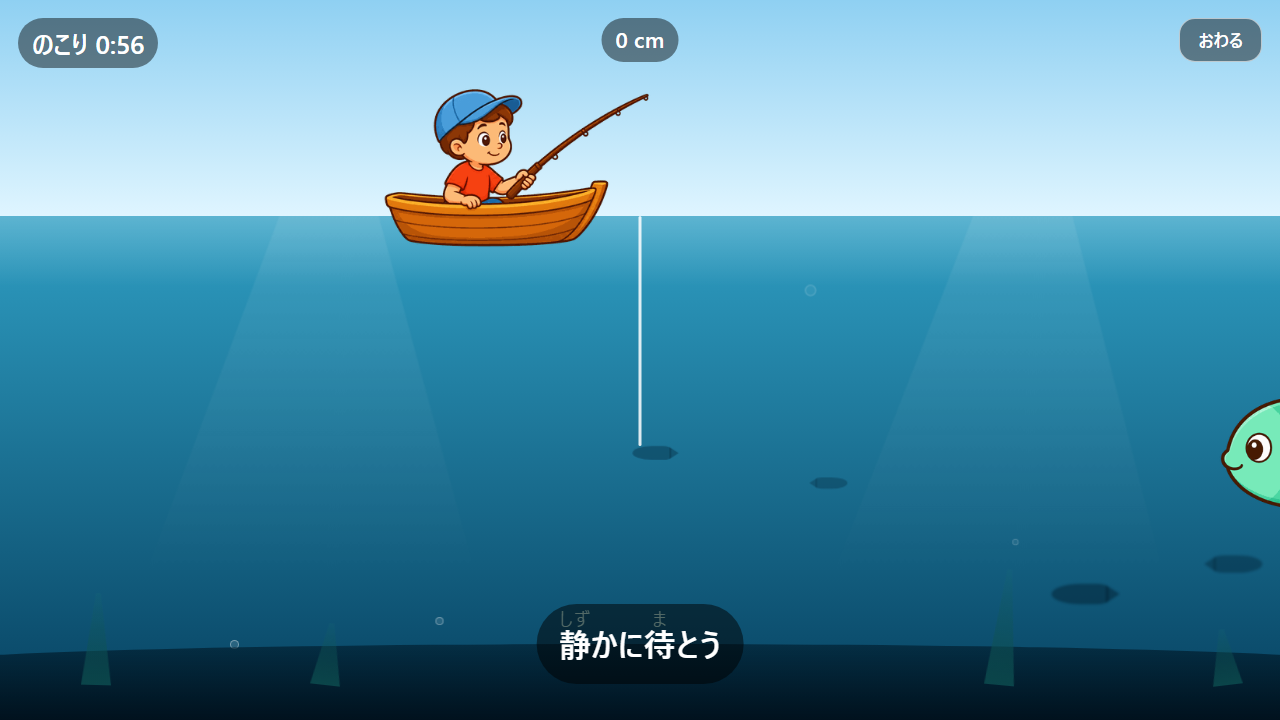 のこり 0:56
0 cm
おわる
しず ま
静かに待とう